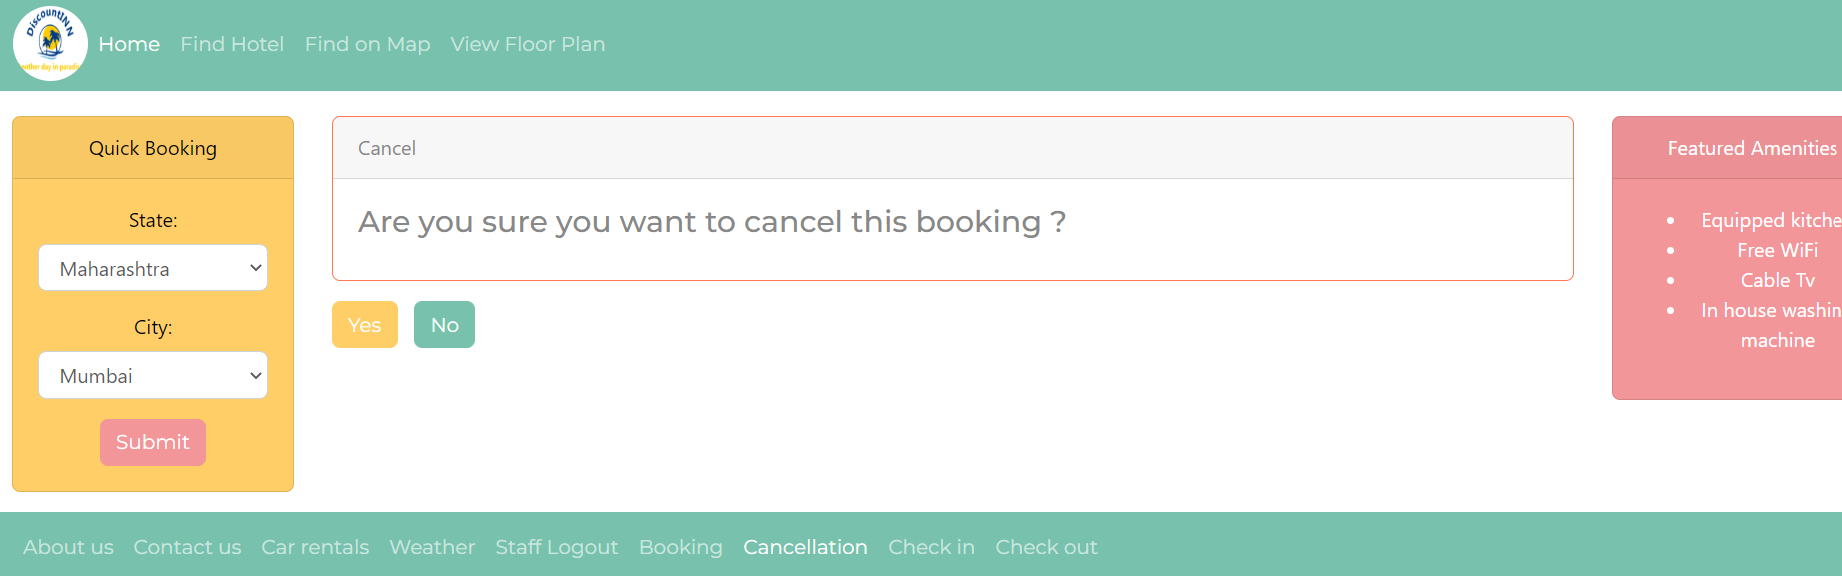 DiscountINN
another day in paradise
Home Find Hotel Find on Map View Floor Plan
Quick Booking
State:
Maharashtra
City:
Mumbai
Submit
Cancel
Are you sure you want to cancel this booking ?
Yes No
Featured Amenities
Equipped kitche
Free WiFi
Cable Tv
In house washin
machine
About us Contact us Car rentals Weather Staff Logout Booking Cancellation Check in Check out